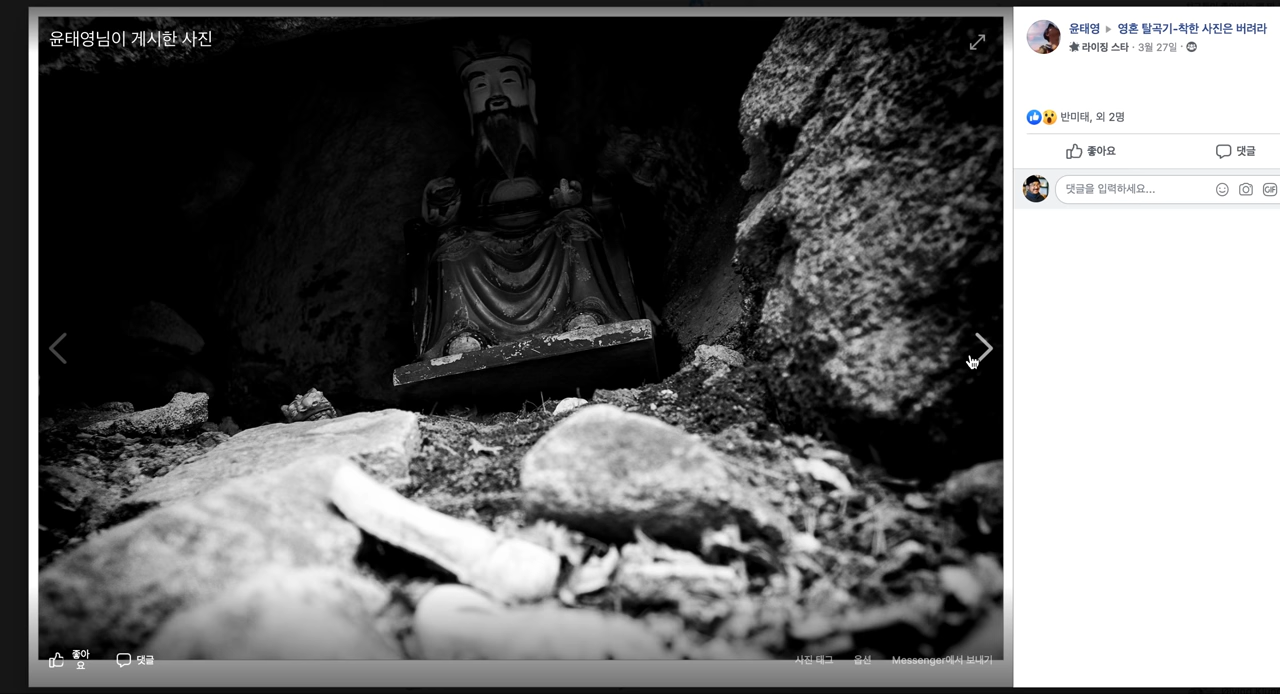 윤태영님이 게시한 사진
좋아
요
댓글
사진 태그 옵션 Messenger에서 보내기
윤태영 ▸ 영혼 탈곡기-착한 사진은 버려라
라이징 스타 · 3월 27일 ·
반미태, 외 2명
좋아요 댓글
댓글을 입력하세요...
GIF